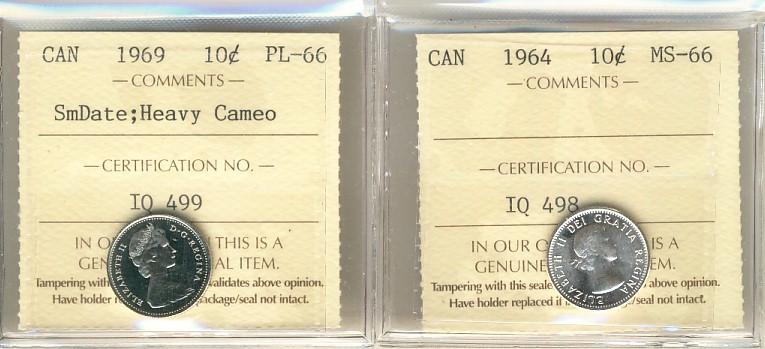 CAN 1969 10¢ PL-66
— COMMENTS —
SmDate;Heavy Cameo
— CERTIFICATION NO. —
IQ 499
IN O THIS IS A
GEN AL ITEM.
Tampering with validates above opinion.
Have holder r package/seal not intact.
ELIZABETH II D·G·REGINA
CAN 1964 10¢ MS-66
— COMMENTS —
— CERTIFICATION NO. —
IQ 498
IN OUR O IS A
GENUINE EM.
Tampering with this seale above opinion.
Have holder replaced if /seal not intact.
ELIZABETH II DEI GRATIA REGINA